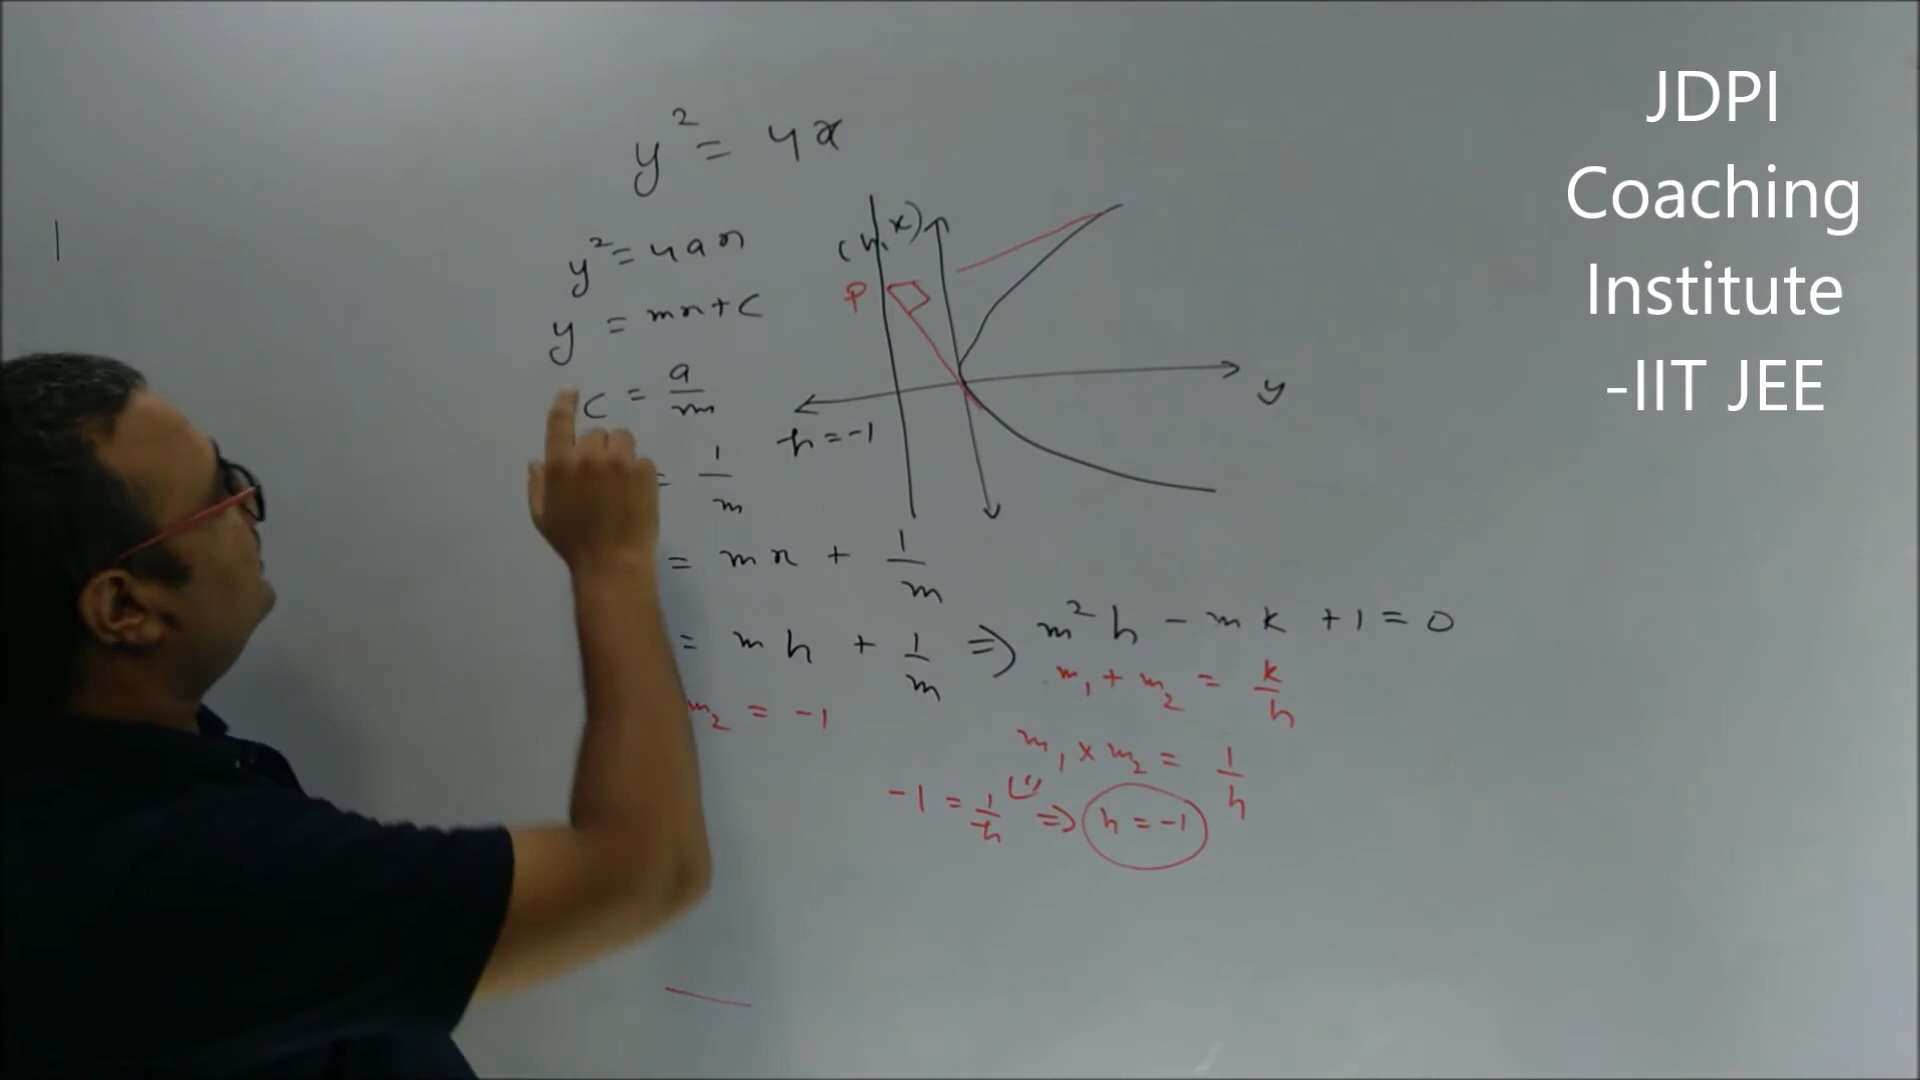 y² = 4x
y² = 4ax
y = mx + c
c = a/m
= 1/m
= mx + 1/m
= mh + 1/m ⇒ m²h - mk + 1 = 0
m₂ = -1
m₁ + m₂ = k/h
m₁ × m₂ = 1/h
-1 = 1/h ⇒ h = -1
P
h = -1
y
JDPI
Coaching
Institute
-IIT JEE